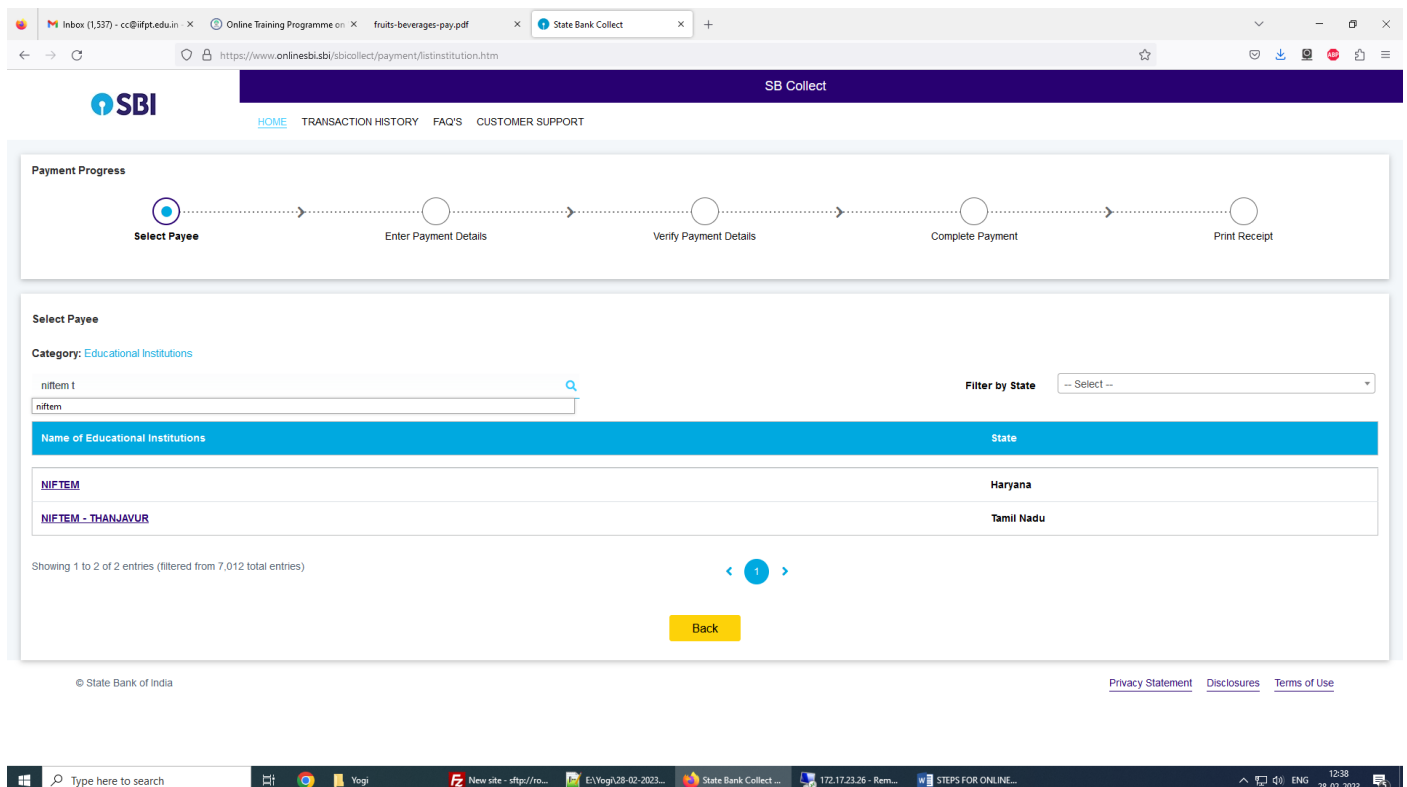 Inbox (1,537) - cc@iifpt.edu.in
Online Training Programme on
fruits-beverages-pay.pdf
State Bank Collect
https://www.onlinesbi.sbi/sbicollect/payment/listinstitution.htm
ABP
SBI
SB Collect
HOME TRANSACTION HISTORY FAQ'S CUSTOMER SUPPORT
Payment Progress
Select Payee Enter Payment Details Verify Payment Details Complete Payment Print Receipt
Select Payee
Category: Educational Institutions
niftem t
Filter by State -- Select --
niftem
Name of Educational Institutions State
NIFTEM Haryana
NIFTEM - THANJAVUR Tamil Nadu
Showing 1 to 2 of 2 entries (filtered from 7,012 total entries)
1
Back
© State Bank of India
Privacy Statement Disclosures Terms of Use
Type here to search
Yogi
New site - sftp://ro...
E:\Yogi\28-02-2023...
State Bank Collect ...
172.17.23.26 - Rem...
STEPS FOR ONLINE...
ENG
12:38
28-02-2023